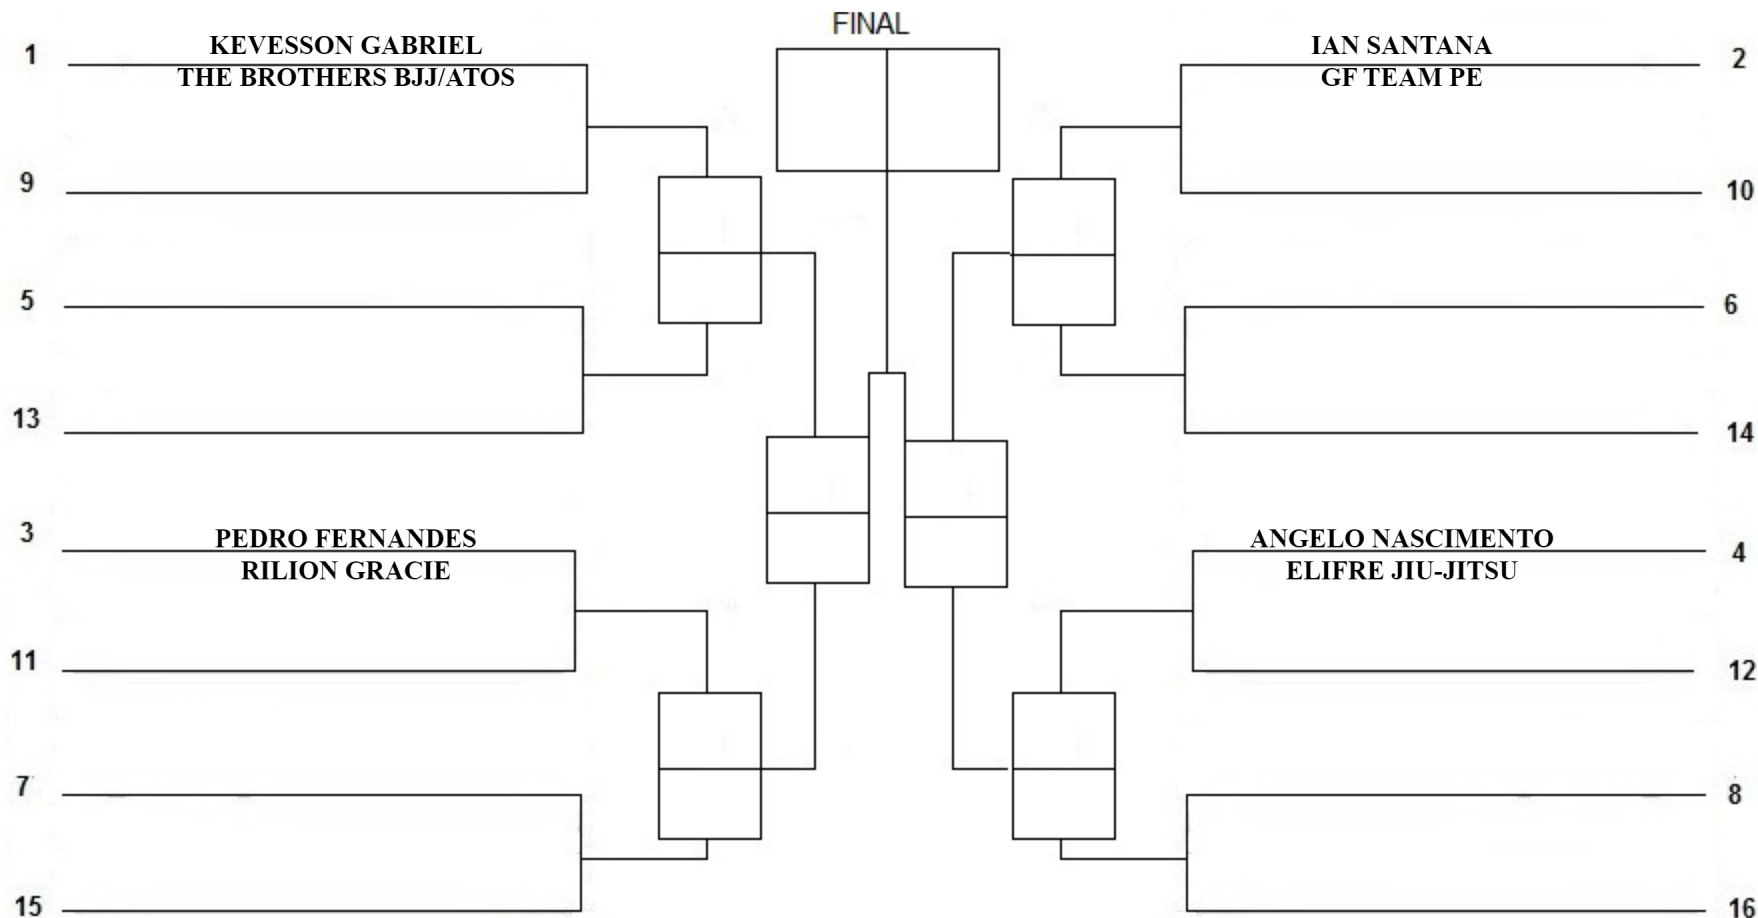 FINAL
1
KEVESSON GABRIEL
THE BROTHERS BJJ/ATOS
9
5
13
3
PEDRO FERNANDES
RILION GRACIE
11
7
15
IAN SANTANA
GF TEAM PE
2
10
6
14
ANGELO NASCIMENTO
ELIFRE JIU-JITSU
4
12
8
16